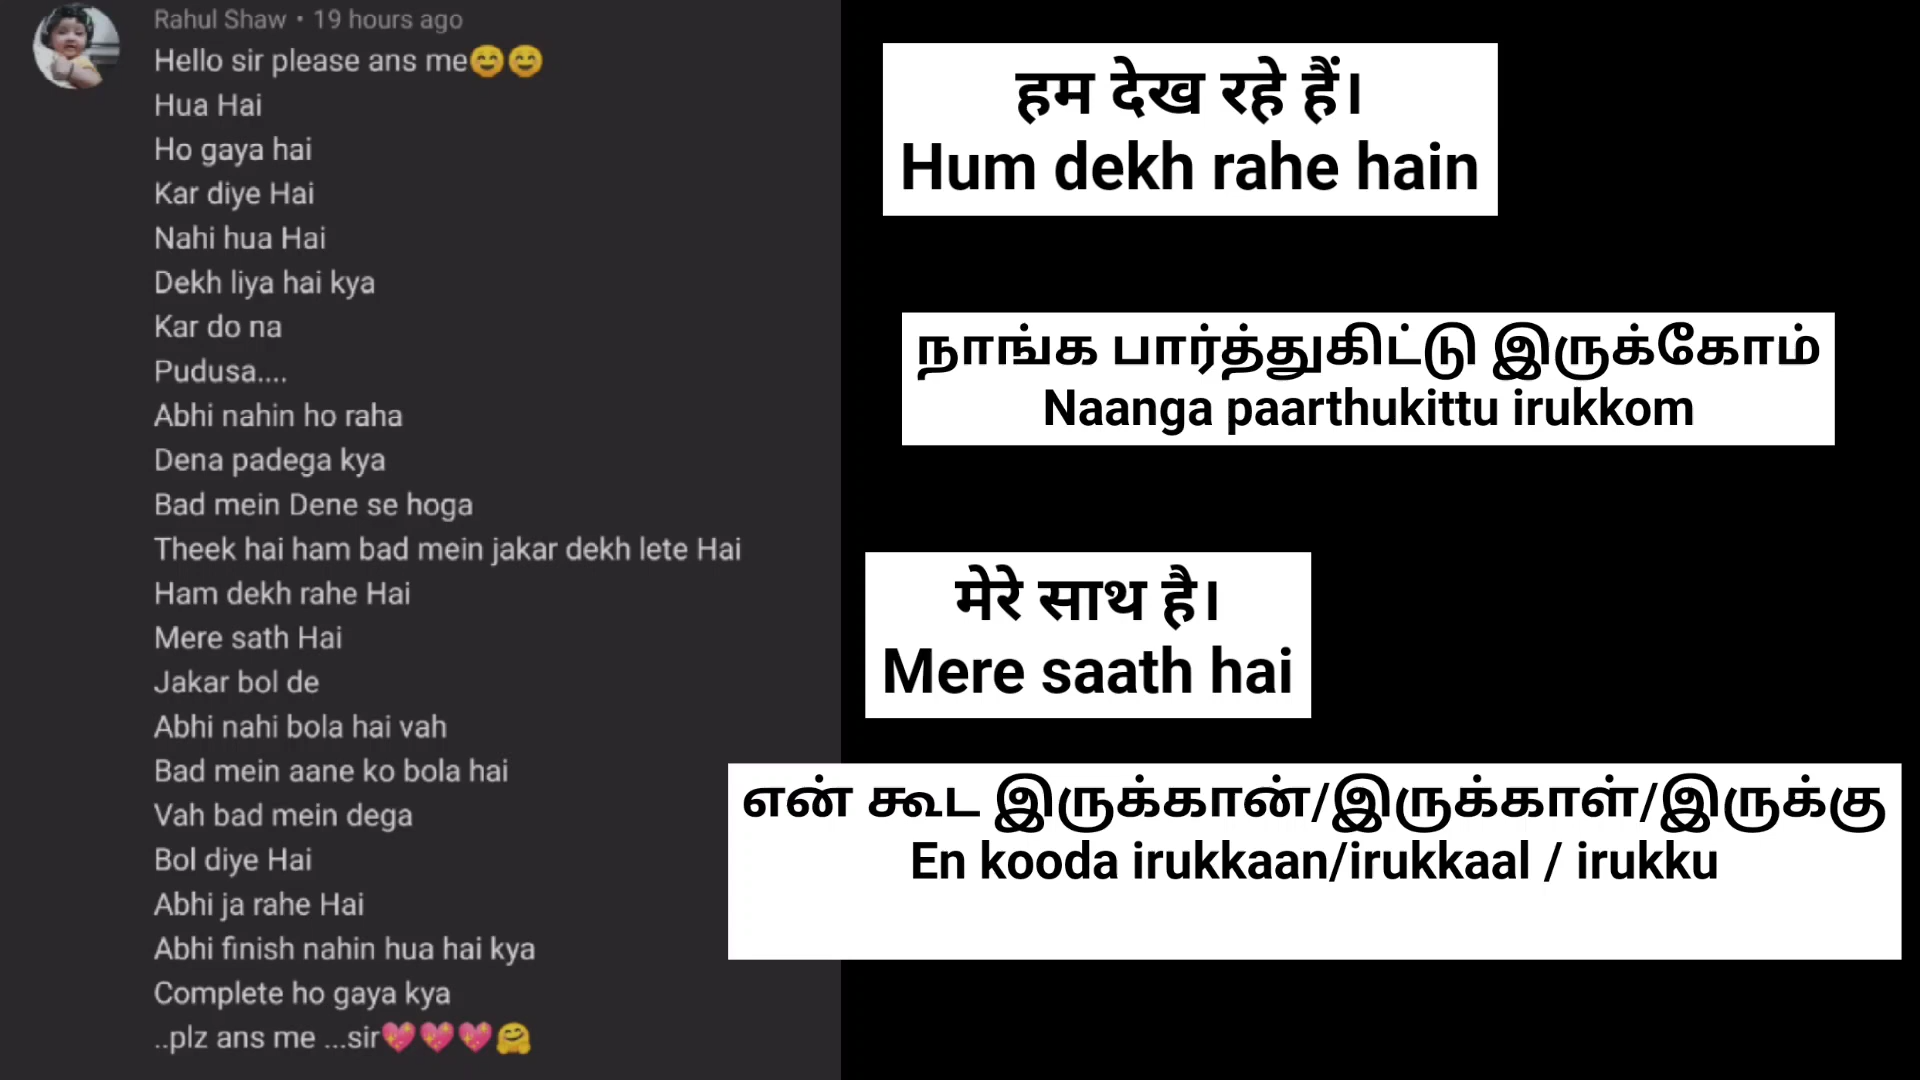 Rahul Shaw • 19 hours ago
Hello sir please ans me😊😊
Hua Hai
Ho gaya hai
Kar diye Hai
Nahi hua Hai
Dekh liya hai kya
Kar do na
Pudusa....
Abhi nahin ho raha
Dena padega kya
Bad mein Dene se hoga
Theek hai ham bad mein jakar dekh lete Hai
Ham dekh rahe Hai
Mere sath Hai
Jakar bol de
Abhi nahi bola hai vah
Bad mein aane ko bola hai
Vah bad mein dega
Bol diye Hai
Abhi ja rahe Hai
Abhi finish nahin hua hai kya
Complete ho gaya kya
..plz ans me ...sir💖💖💖🤗
हम देख रहे हैं।
Hum dekh rahe hain
நாங்க பார்த்துகிட்டு இருக்கோம்
Naanga paarthukittu irukkom
मेरे साथ है।
Mere saath hai
என் கூட இருக்கான்/இருக்காள்/இருக்கு
En kooda irukkaan/irukkaal / irukku